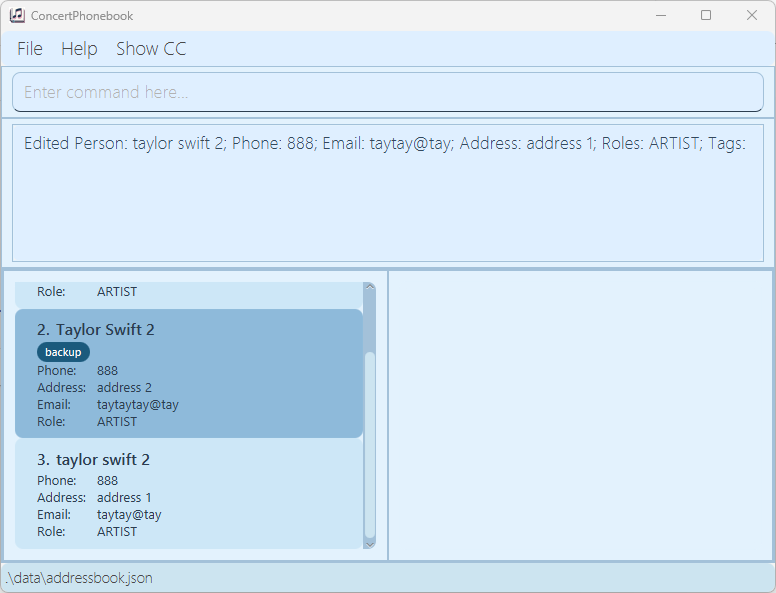 ConcertPhonebook
File Help Show CC
Enter command here...
Edited Person: taylor swift 2; Phone: 888; Email: taytay@tay; Address: address 1; Roles: ARTIST; Tags:
Role: ARTIST
2. Taylor Swift 2
backup
Phone: 888
Address: address 2
Email: taytaytay@tay
Role: ARTIST
3. taylor swift 2
Phone: 888
Address: address 1
Email: taytay@tay
Role: ARTIST
.\data\addressbook.json